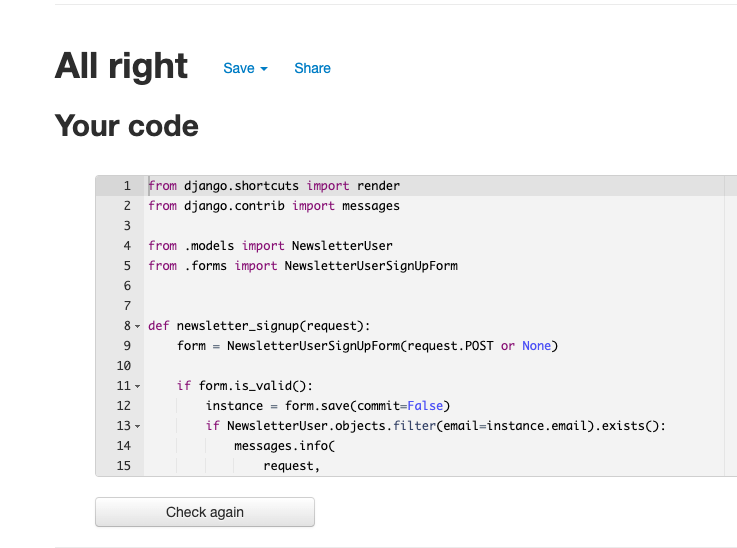 All right
Save
Share
Your code
1 from django.shortcuts import render
2 from django.contrib import messages
3
4 from .models import NewsletterUser
5 from .forms import NewsletterUserSignUpForm
6
7
8 def newsletter_signup(request):
9     form = NewsletterUserSignUpForm(request.POST or None)
10
11     if form.is_valid():
12         instance = form.save(commit=False)
13         if NewsletterUser.objects.filter(email=instance.email).exists():
14             messages.info(
15                 request,
Check again